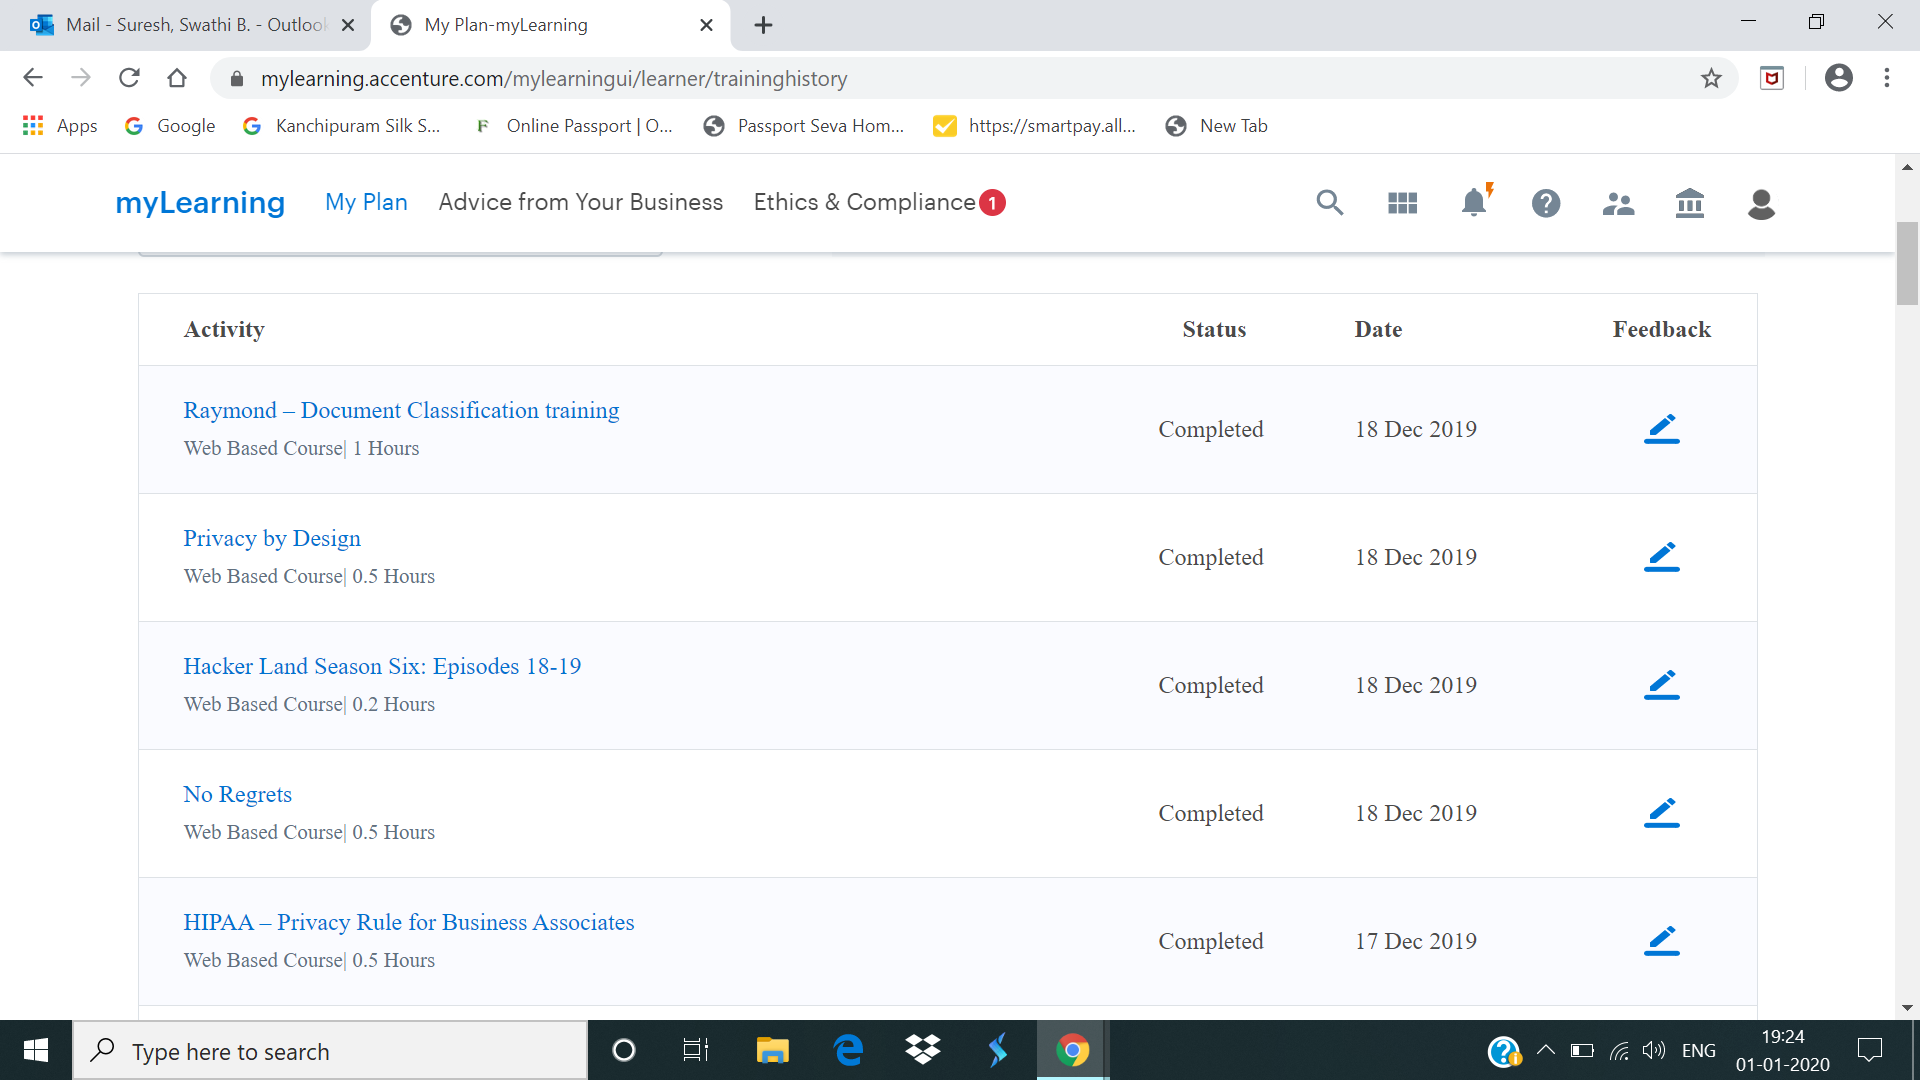 Mail - Suresh, Swathi B. - Outlook
My Plan-myLearning
mylearning.accenture.com/mylearningui/learner/traininghistory
Apps
Google
Kanchipuram Silk S...
Online Passport | O...
Passport Seva Hom...
https://smartpay.all...
New Tab
myLearning
My Plan
Advice from Your Business
Ethics & Compliance 1
Activity Status Date Feedback
Raymond – Document Classification training
Web Based Course| 1 Hours
Completed 18 Dec 2019
Privacy by Design
Web Based Course| 0.5 Hours
Completed 18 Dec 2019
Hacker Land Season Six: Episodes 18-19
Web Based Course| 0.2 Hours
Completed 18 Dec 2019
No Regrets
Web Based Course| 0.5 Hours
Completed 18 Dec 2019
HIPAA – Privacy Rule for Business Associates
Web Based Course| 0.5 Hours
Completed 17 Dec 2019
Type here to search
ENG
19:24
01-01-2020